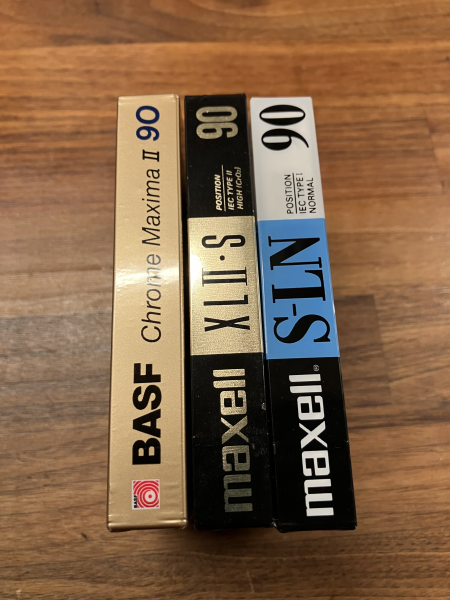 BASF Chrome Maxima II 90
BASF
maxell XLII·S 90
POSITION
IEC TYPE II
HIGH (CrO₂)
maxell® S-LN 90
POSITION
IEC TYPE I
NORMAL